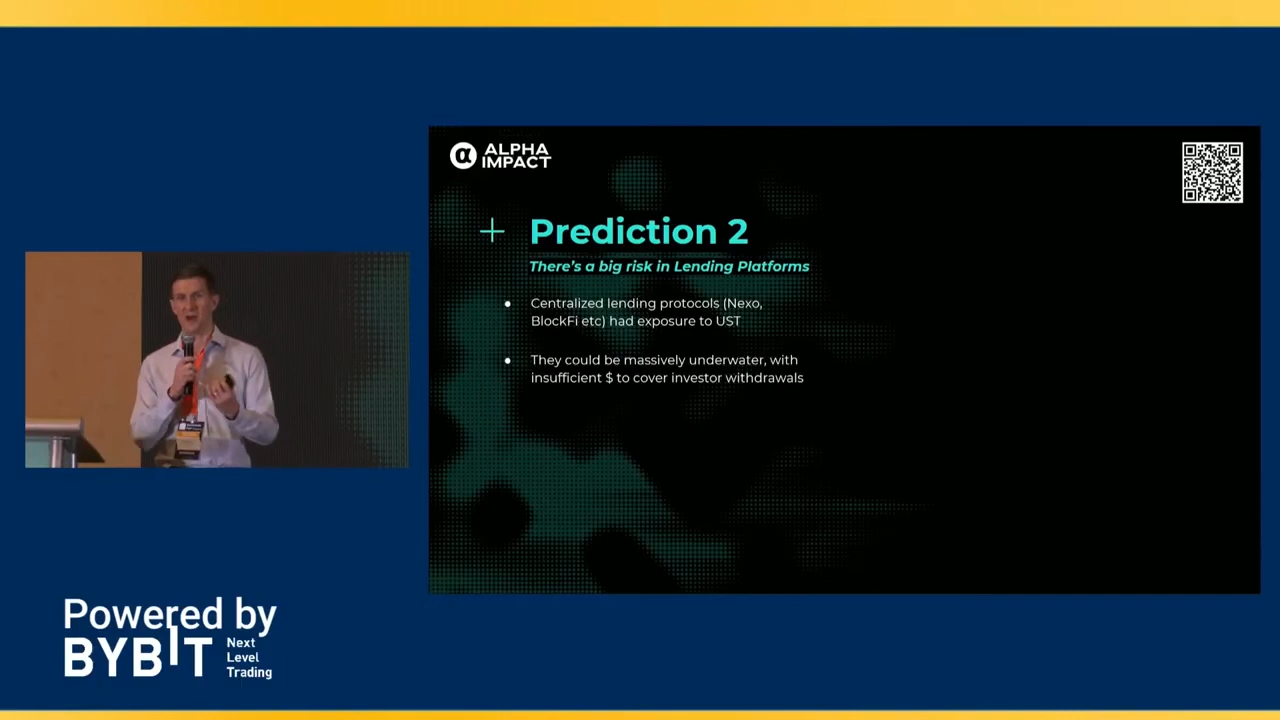 ALPHA
IMPACT
Prediction 2
There's a big risk in Lending Platforms
Centralized lending protocols (Nexo,
BlockFi etc) had exposure to UST
They could be massively underwater, with
insufficient $ to cover investor withdrawals
Powered by
BYBIT
Next
Level
Trading